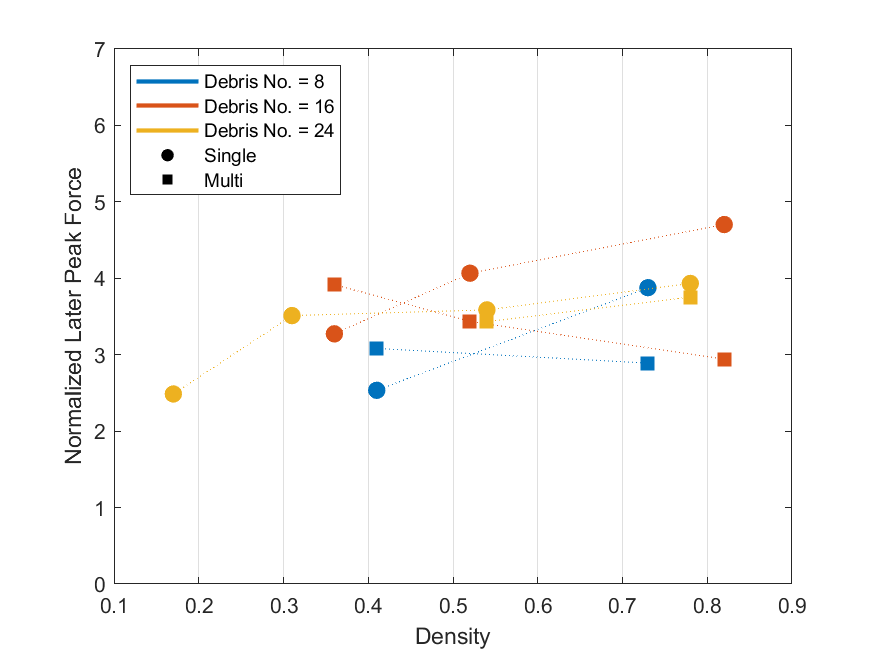 7
6
5
4
3
2
1
0
Normalized Later Peak Force
Debris No. = 8
Debris No. = 16
Debris No. = 24
Single
Multi
0.1 0.2 0.3 0.4 0.5 0.6 0.7 0.8 0.9
Density